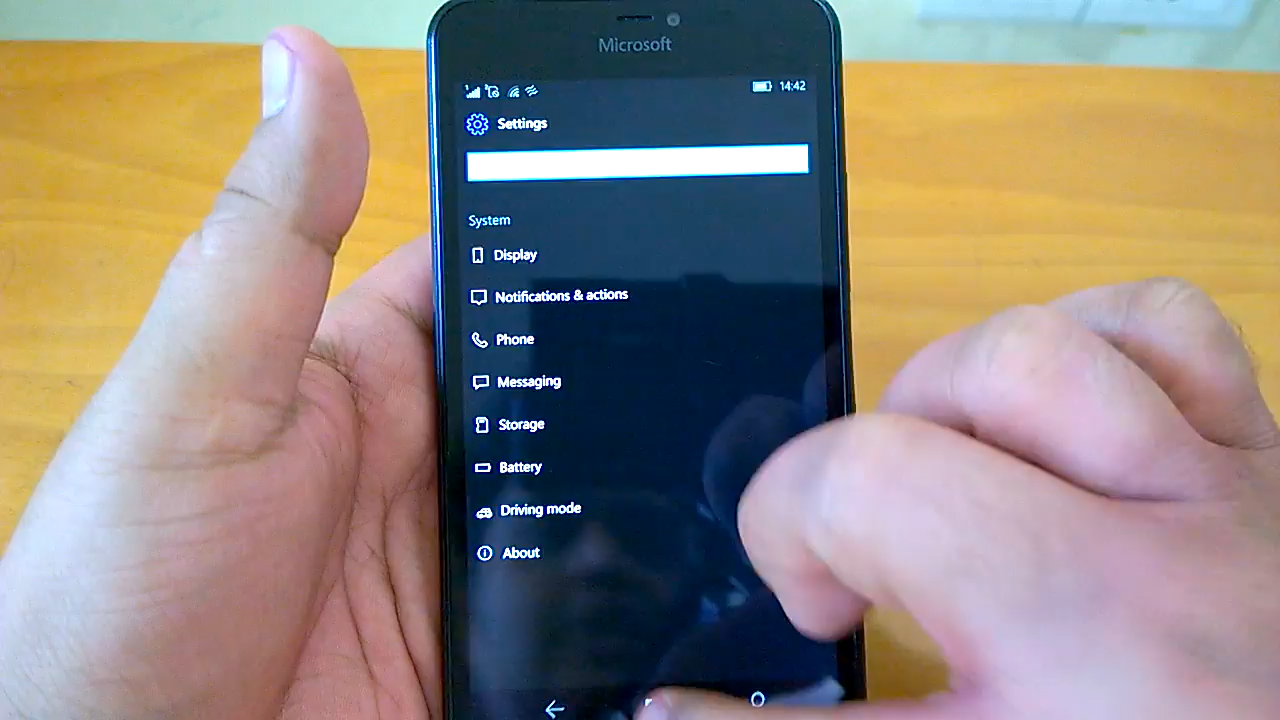 Microsoft
14:42
Settings
System
Display
Notifications & actions
Phone
Messaging
Storage
Battery
Driving mode
About